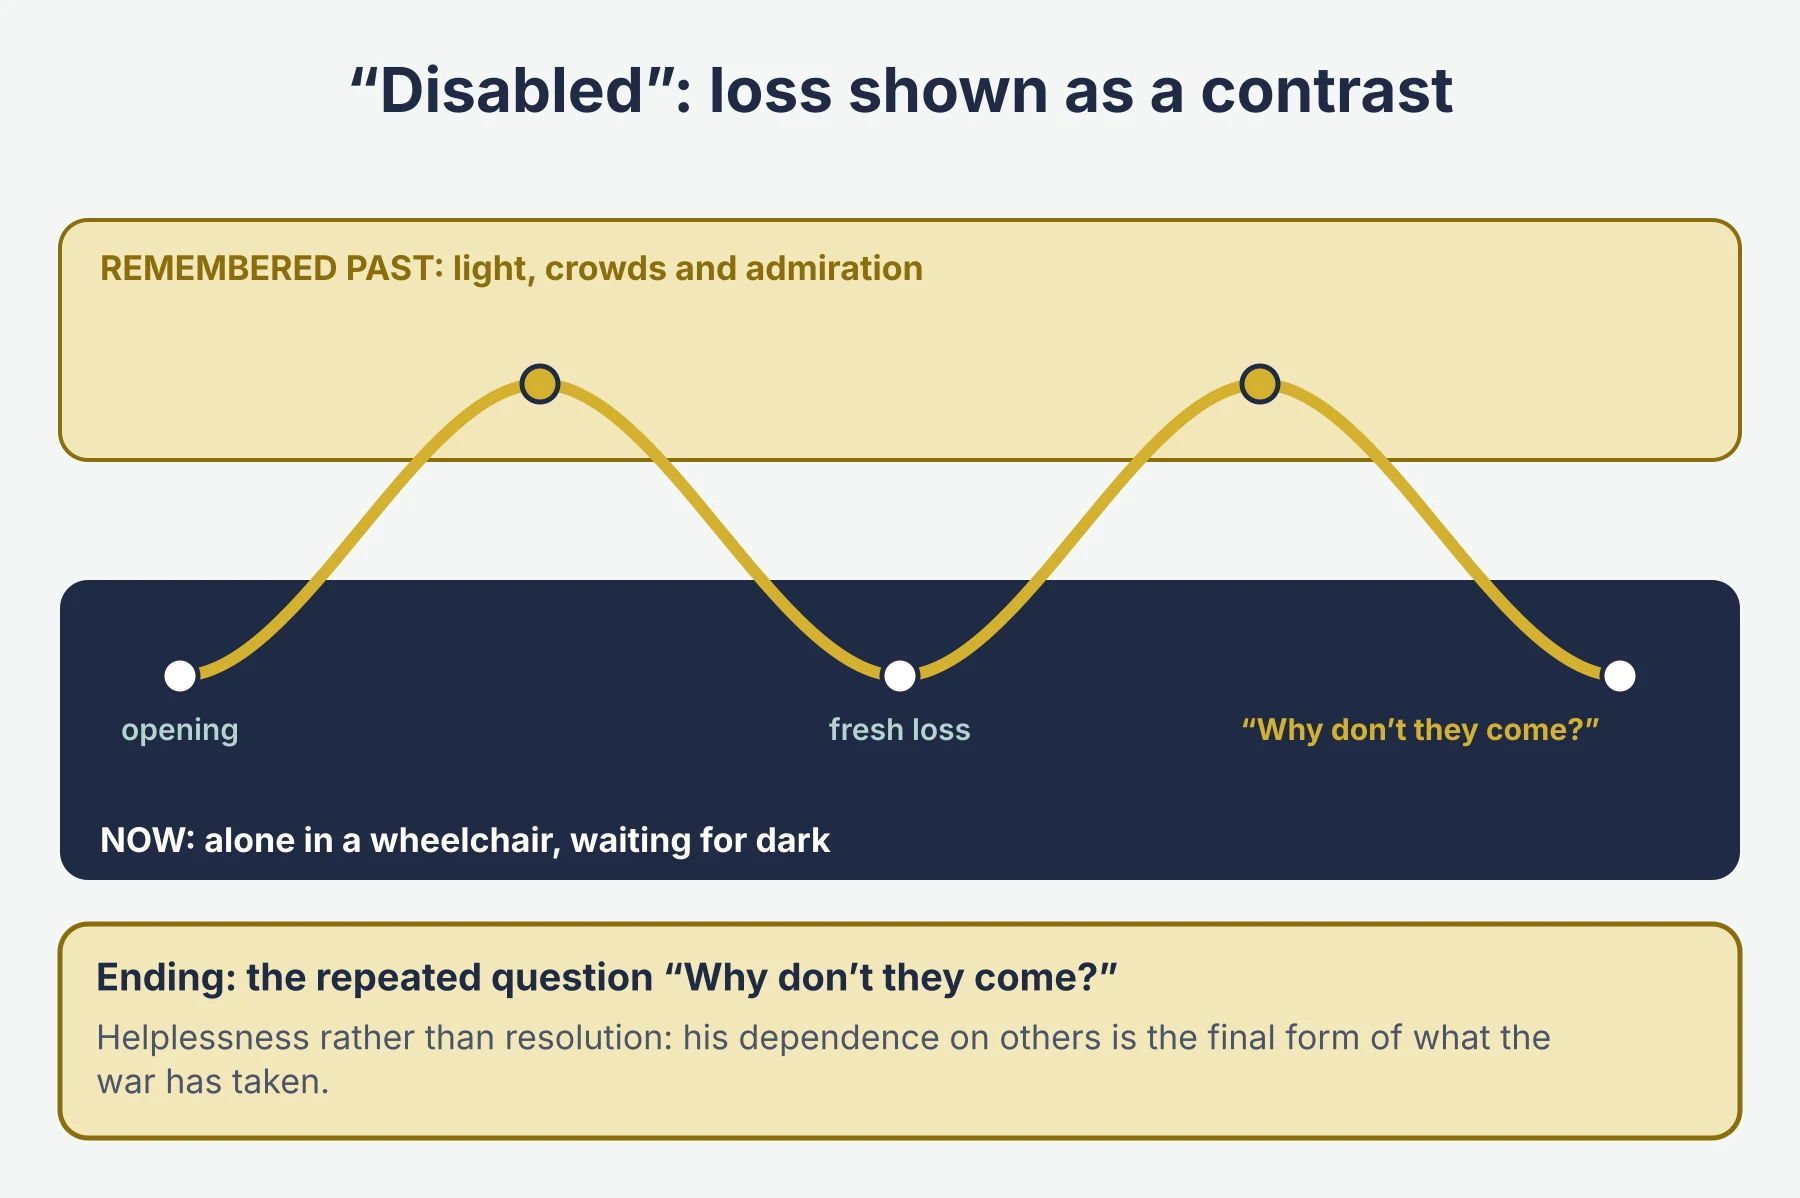 “Disabled”: loss shown as a contrast
REMEMBERED PAST: light, crowds and admiration
opening
fresh loss
“Why don’t they come?”
NOW: alone in a wheelchair, waiting for dark
Ending: the repeated question “Why don’t they come?”
Helplessness rather than resolution: his dependence on others is the final form of what the
war has taken.